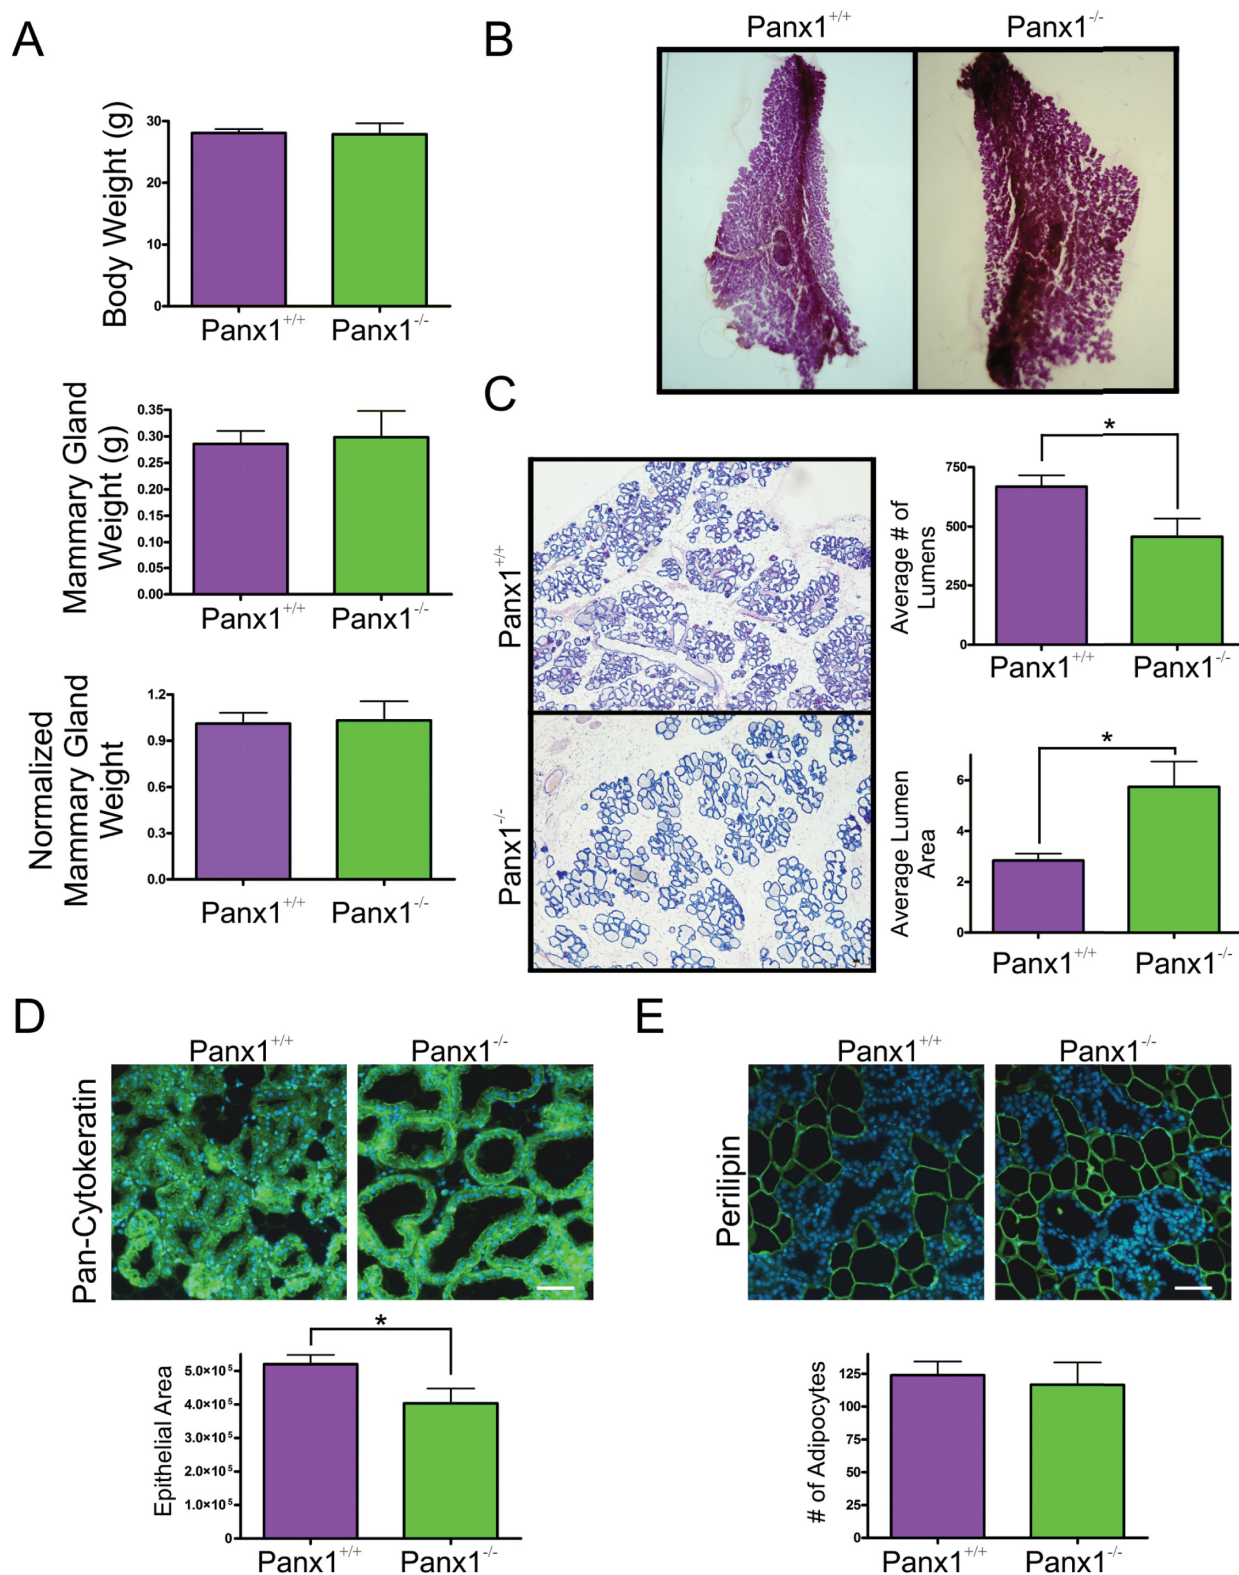 A
Body Weight (g)
30
20
10
0
Panx1+/+ Panx1-/-
Mammary Gland
Weight (g)
0.35
0.30
0.25
0.20
0.15
0.10
0.05
0.00
Panx1+/+ Panx1-/-
Normalized
Mammary Gland
Weight
1.2
0.9
0.6
0.3
0.0
Panx1+/+ Panx1-/-
B
Panx1+/+ Panx1-/-
C
Panx1+/+
Panx1-/-
*
Average # of
Lumens
750
500
250
0
Panx1+/+ Panx1-/-
*
Average Lumen
Area
6
4
2
0
Panx1+/+ Panx1-/-
D
Panx1+/+ Panx1-/-
Pan-Cytokeratin
*
Epithelial Area
5.0×10⁵
4.0×10⁵
3.0×10⁵
2.0×10⁵
1.0×10⁵
0
Panx1+/+ Panx1-/-
E
Panx1+/+ Panx1-/-
Perilipin
# of Adipocytes
125
100
75
50
25
0
Panx1+/+ Panx1-/-